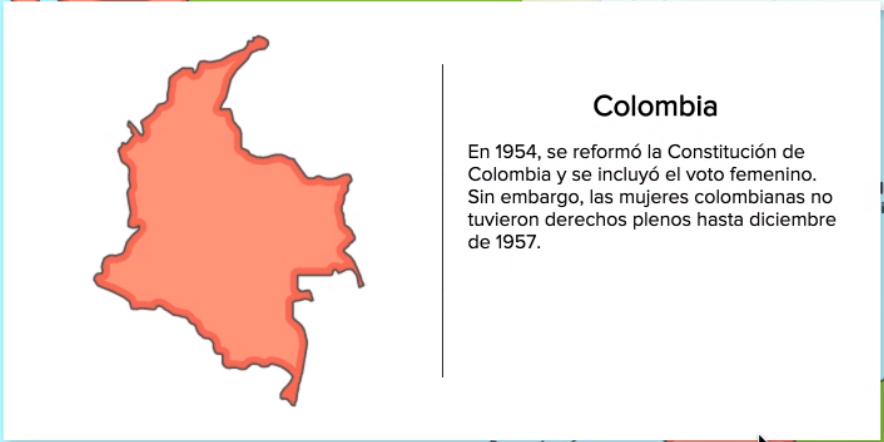 Colombia
En 1954, se reformó la Constitución de
Colombia y se incluyó el voto femenino.
Sin embargo, las mujeres colombianas no
tuvieron derechos plenos hasta diciembre
de 1957.